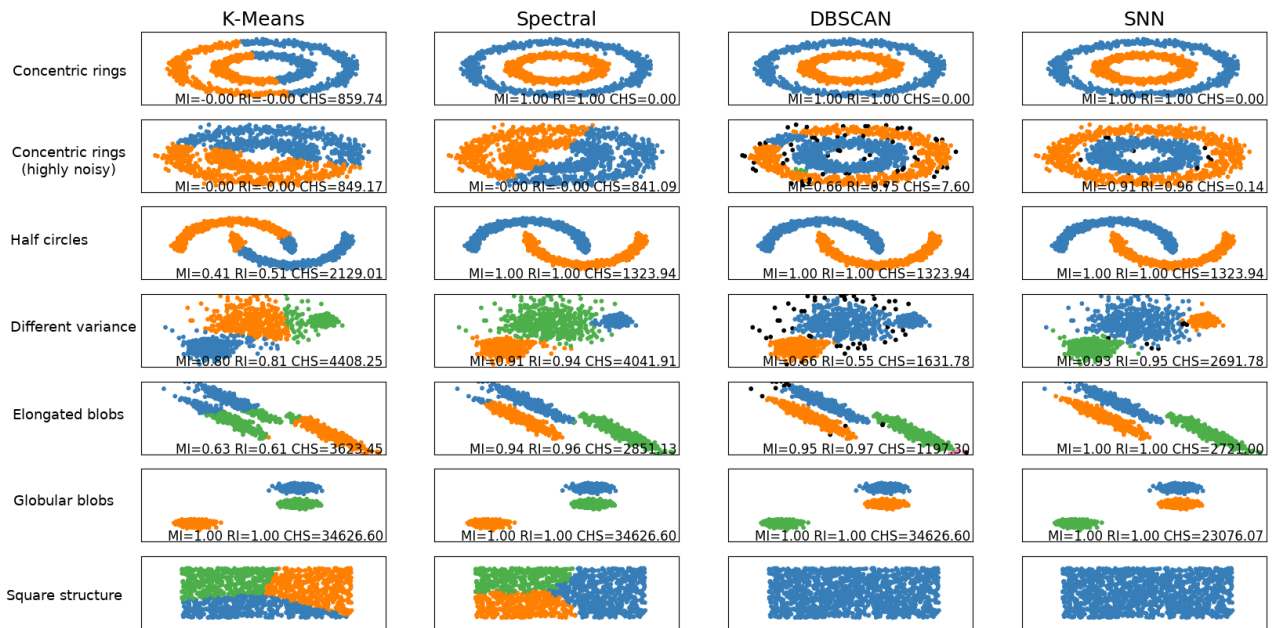 K-Means Spectral DBSCAN SNN
Concentric rings
MI=-0.00 RI=-0.00 CHS=859.74 MI=1.00 RI=1.00 CHS=0.00 MI=1.00 RI=1.00 CHS=0.00 MI=1.00 RI=1.00 CHS=0.00
Concentric rings
(highly noisy)
MI=-0.00 RI=-0.00 CHS=849.17 MI=-0.00 RI=-0.00 CHS=841.09 MI=0.66 RI=0.75 CHS=7.60 MI=0.91 RI=0.96 CHS=0.14
Half circles
MI=0.41 RI=0.51 CHS=2129.01 MI=1.00 RI=1.00 CHS=1323.94 MI=1.00 RI=1.00 CHS=1323.94 MI=1.00 RI=1.00 CHS=1323.94
Different variance
MI=0.80 RI=0.81 CHS=4408.25 MI=0.91 RI=0.94 CHS=4041.91 MI=0.66 RI=0.55 CHS=1631.78 MI=0.93 RI=0.95 CHS=2691.78
Elongated blobs
MI=0.63 RI=0.61 CHS=3623.45 MI=0.94 RI=0.96 CHS=2851.13 MI=0.95 RI=0.97 CHS=1197.30 MI=1.00 RI=1.00 CHS=2721.00
Globular blobs
MI=1.00 RI=1.00 CHS=34626.60 MI=1.00 RI=1.00 CHS=34626.60 MI=1.00 RI=1.00 CHS=34626.60 MI=1.00 RI=1.00 CHS=23076.07
Square structure